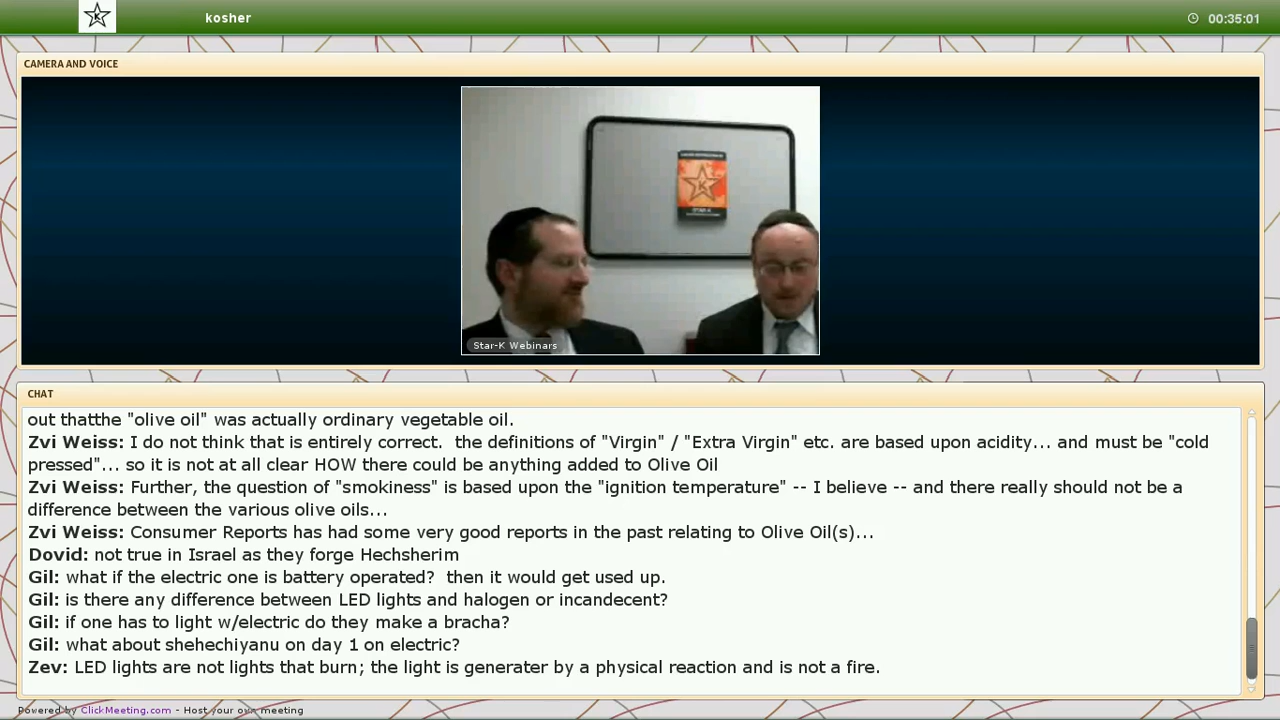 K
kosher
00:35:01
CAMERA AND VOICE
K
STAR-K
Star-K Webinars
CHAT
out thatthe "olive oil" was actually ordinary vegetable oil.
Zvi Weiss: I do not think that is entirely correct.  the definitions of "Virgin" / "Extra Virgin" etc. are based upon acidity... and must be "cold
pressed"... so it is not at all clear HOW there could be anything added to Olive Oil
Zvi Weiss: Further, the question of "smokiness" is based upon the "ignition temperature" -- I believe -- and there really should not be a
difference between the various olive oils...
Zvi Weiss: Consumer Reports has had some very good reports in the past relating to Olive Oil(s)...
Dovid: not true in Israel as they forge Hechsherim
Gil: what if the electric one is battery operated?  then it would get used up.
Gil: is there any difference between LED lights and halogen or incandecent?
Gil: if one has to light w/electric do they make a bracha?
Gil: what about shehechiyanu on day 1 on electric?
Zev: LED lights are not lights that burn; the light is generater by a physical reaction and is not a fire.
Powered by ClickMeeting.com - Host your own meeting